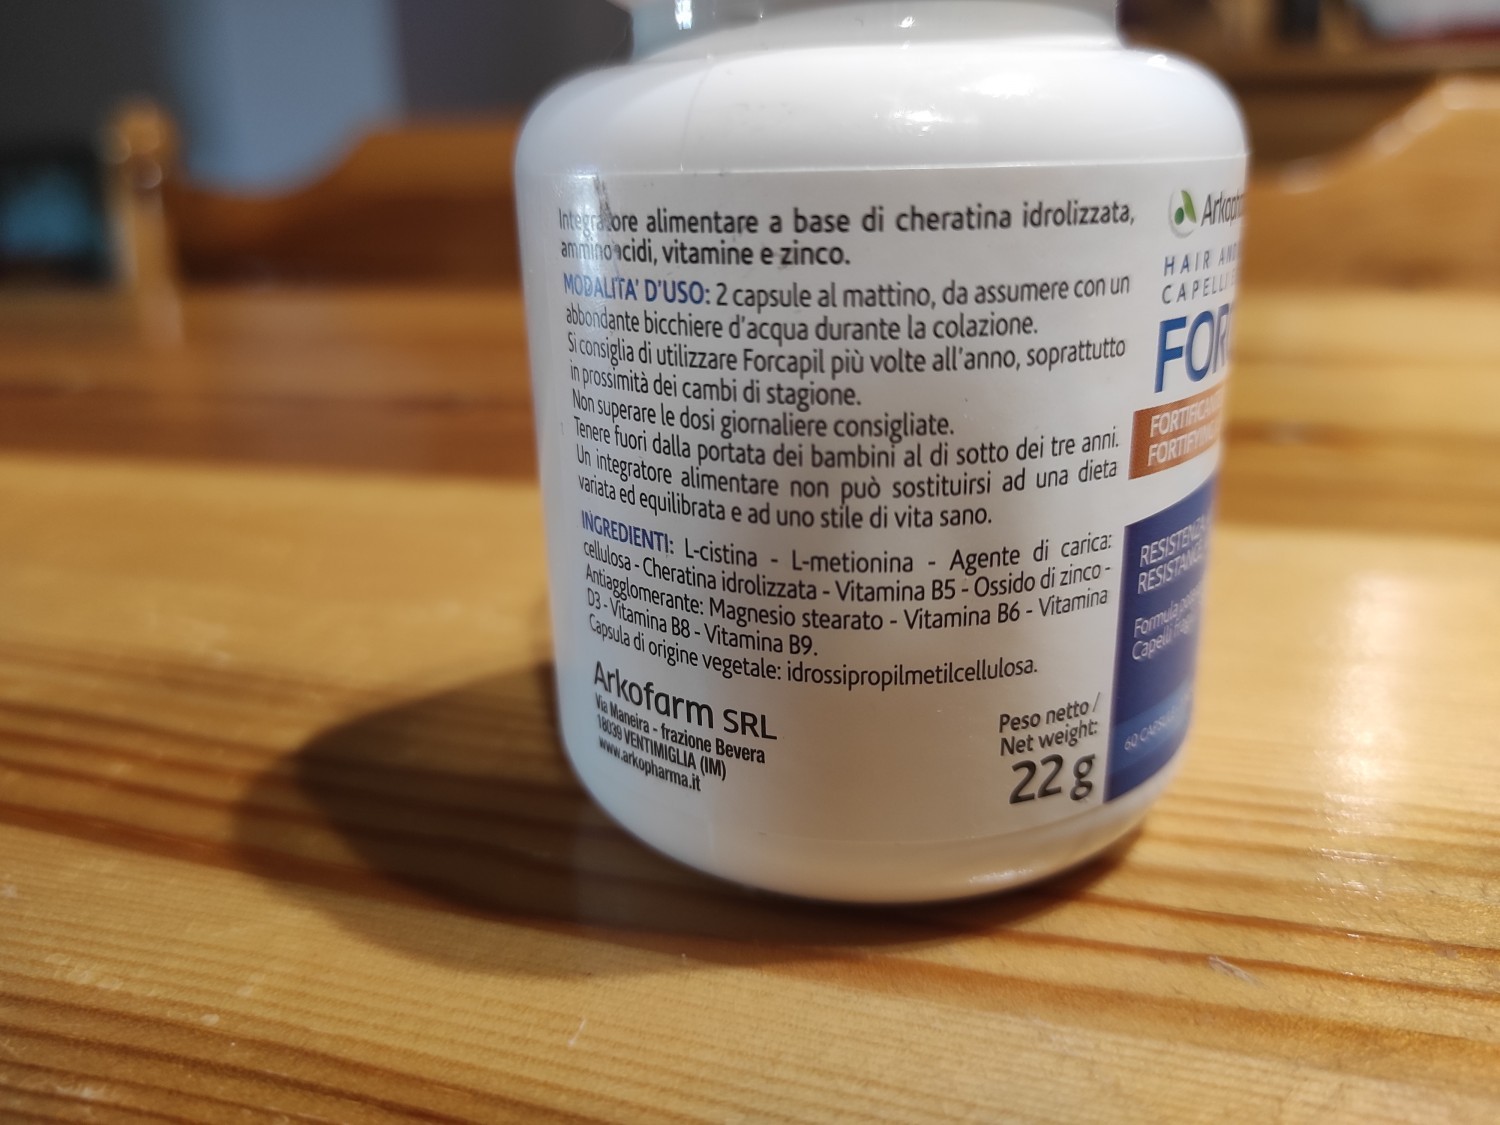 Integratore alimentare a base di cheratina idrolizzata,
amminoacidi, vitamine e zinco.
MODALITA' D'USO: 2 capsule al mattino, da assumere con un
abbondante bicchiere d'acqua durante la colazione.
Si consiglia di utilizzare Forcapil più volte all'anno, soprattutto
in prossimità dei cambi di stagione.
Non superare le dosi giornaliere consigliate.
Tenere fuori dalla portata dei bambini al di sotto dei tre anni.
Un integratore alimentare non può sostituirsi ad una dieta
variata ed equilibrata e ad uno stile di vita sano.
INGREDIENTI: L-cistina - L-metionina - Agente di carica:
cellulosa - Cheratina idrolizzata - Vitamina B5 - Ossido di zinco -
Antiagglomerante: Magnesio stearato - Vitamina B6 - Vitamina
D3 - Vitamina B8 - Vitamina B9.
Capsula di origine vegetale: idrossipropilmetilcellulosa.
Arkofarm SRL
Via Maneira - frazione Bevera
18039 VENTIMIGLIA (IM)
www.arkopharma.it
Peso netto /
Net weight:
22 g
HAIR AND
CAPELLI
RESISTENZA
RESISTANCE
Formula
Capelli
60